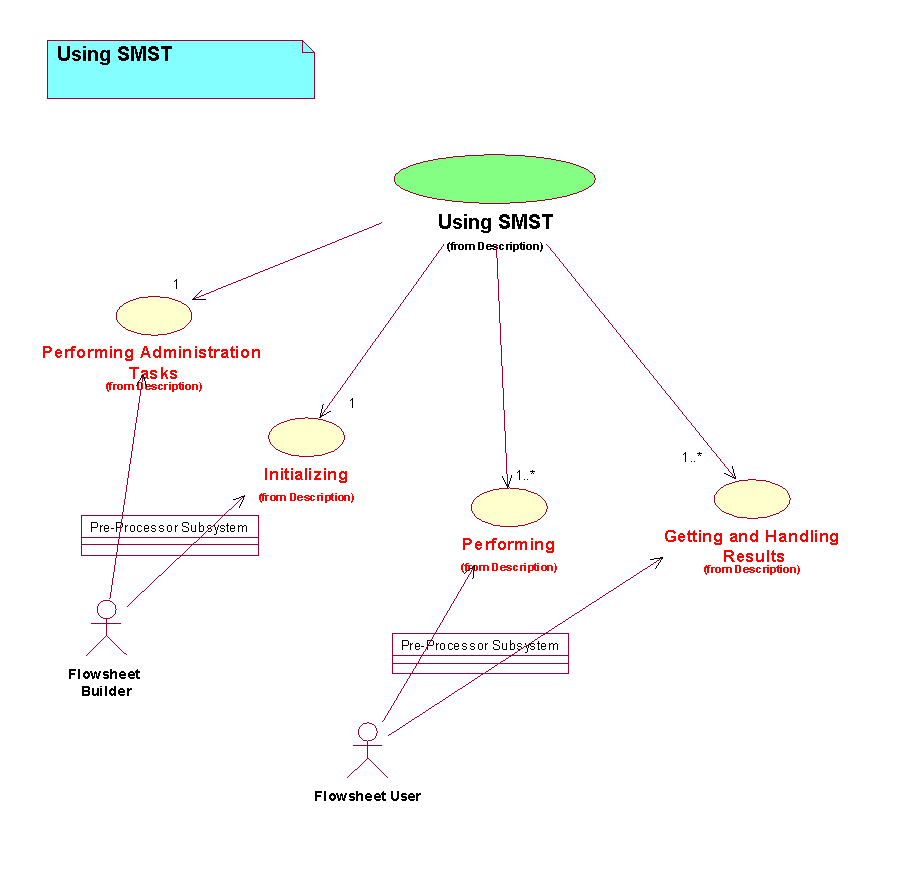 Using SMST
Using SMST
(from Description)
1
Performing Administration
Tasks
(from Description)
1
Initializing
(from Description)
1..*
Performing
(from Description)
1..*
Getting and Handling
Results
(from Description)
Pre-Processor Subsystem
Flowsheet
Builder
Pre-Processor Subsystem
Flowsheet User